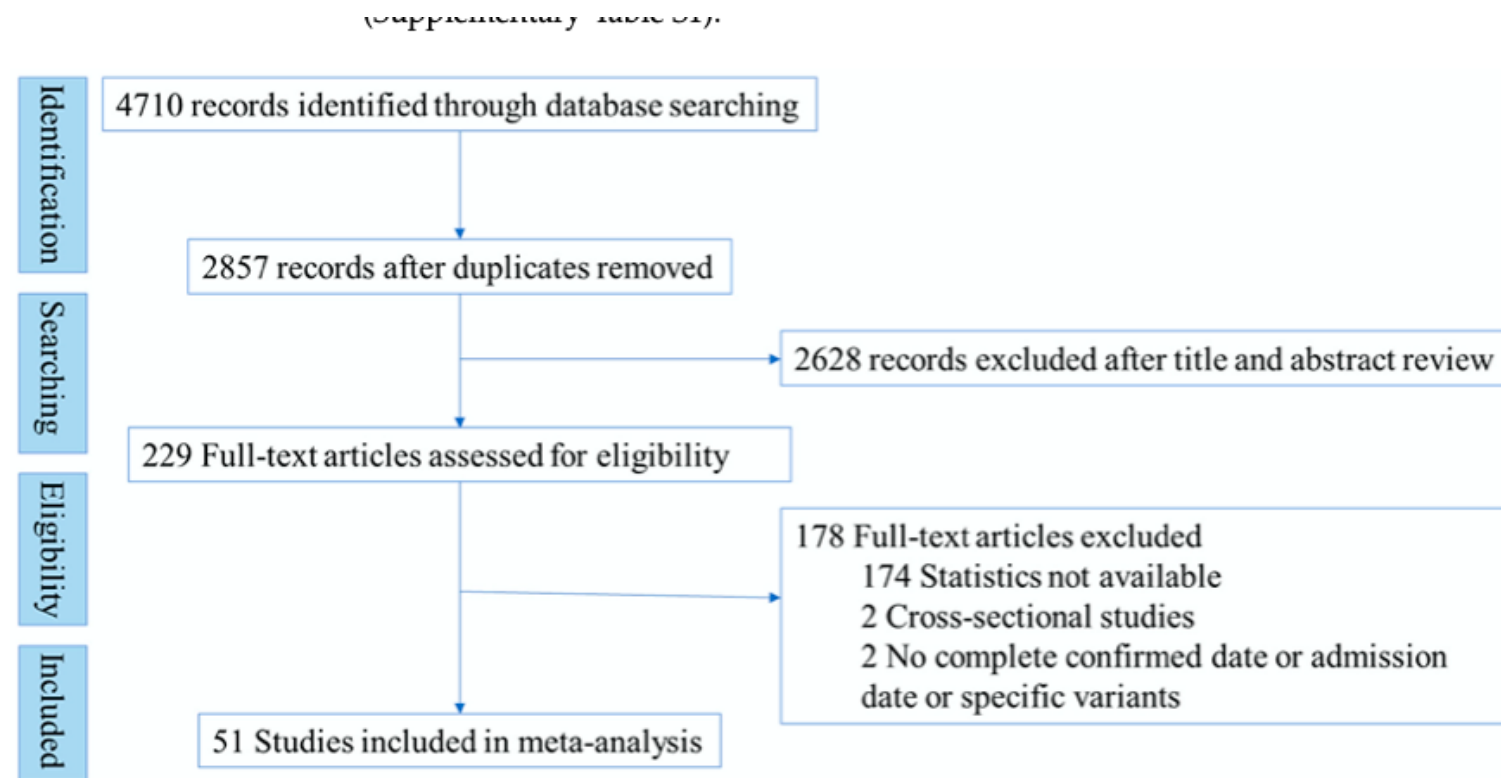 (Supplementary Table S1).
Identification
4710 records identified through database searching
2857 records after duplicates removed
Searching
2628 records excluded after title and abstract review
229 Full-text articles assessed for eligibility
Eligibility
178 Full-text articles excluded
174 Statistics not available
2 Cross-sectional studies
2 No complete confirmed date or admission
date or specific variants
Included
51 Studies included in meta-analysis